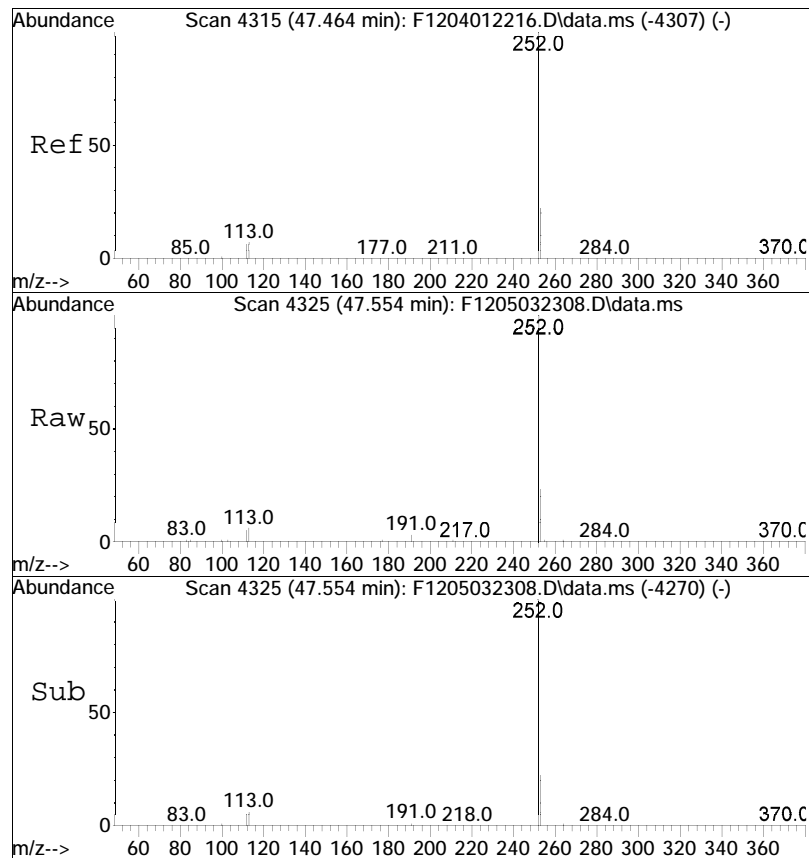 Abundance Scan 4315 (47.464 min): F1204012216.D\data.ms (-4307) (-)
252.0
Ref 50
113.0
85.0 177.0 211.0 284.0 370.0
0
m/z--> 60 80 100 120 140 160 180 200 220 240 260 280 300 320 340 360
Abundance Scan 4325 (47.554 min): F1205032308.D\data.ms
252.0
Raw 50
113.0
83.0 191.0 217.0 284.0 370.0
0
m/z--> 60 80 100 120 140 160 180 200 220 240 260 280 300 320 340 360
Abundance Scan 4325 (47.554 min): F1205032308.D\data.ms (-4270) (-)
252.0
Sub 50
113.0
83.0 191.0 218.0 284.0 370.0
0
m/z--> 60 80 100 120 140 160 180 200 220 240 260 280 300 320 340 360